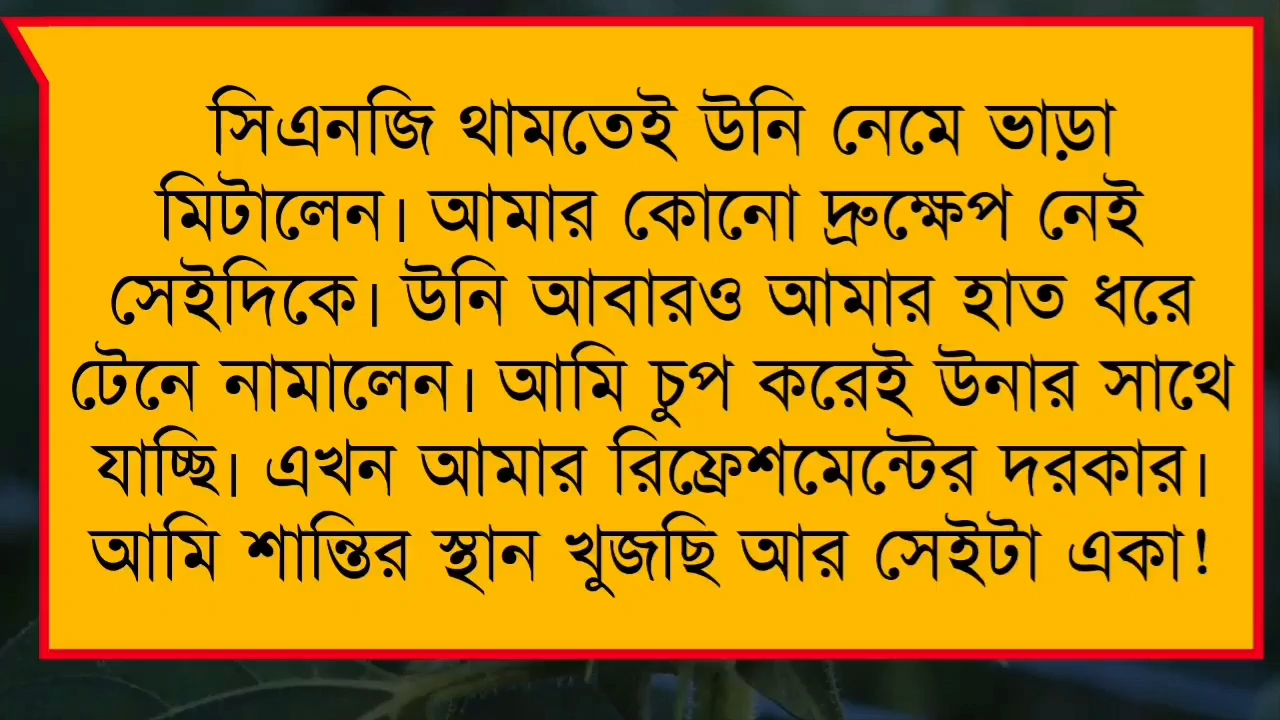 সিএনজি থামতেই উনি নেমে ভাড়া
মিটালেন। আমার কোনো দ্রুক্ষেপ নেই
সেইদিকে। উনি আবারও আমার হাত ধরে
টেনে নামালেন। আমি চুপ করেই উনার সাথে
যাচ্ছি। এখন আমার রিফ্রেশমেন্টের দরকার।
আমি শান্তির স্থান খুজছি আর সেইটা একা!